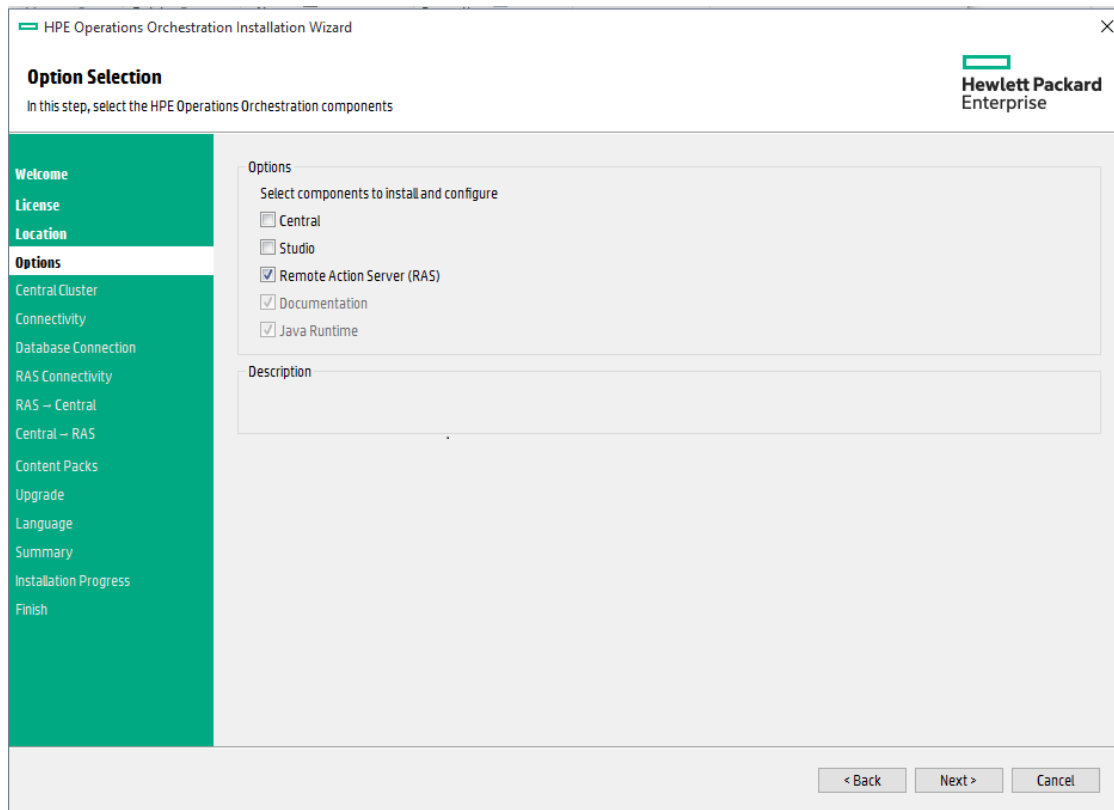 HPE Operations Orchestration Installation Wizard
Option Selection
In this step, select the HPE Operations Orchestration components
Hewlett Packard
Enterprise
Welcome
License
Location
Options
Central Cluster
Connectivity
Database Connection
RAS Connectivity
RAS – Central
Central – RAS
Content Packs
Upgrade
Language
Summary
Installation Progress
Finish
Options
Select components to install and configure
Central
Studio
Remote Action Server (RAS)
Documentation
Java Runtime
Description
< Back
Next >
Cancel